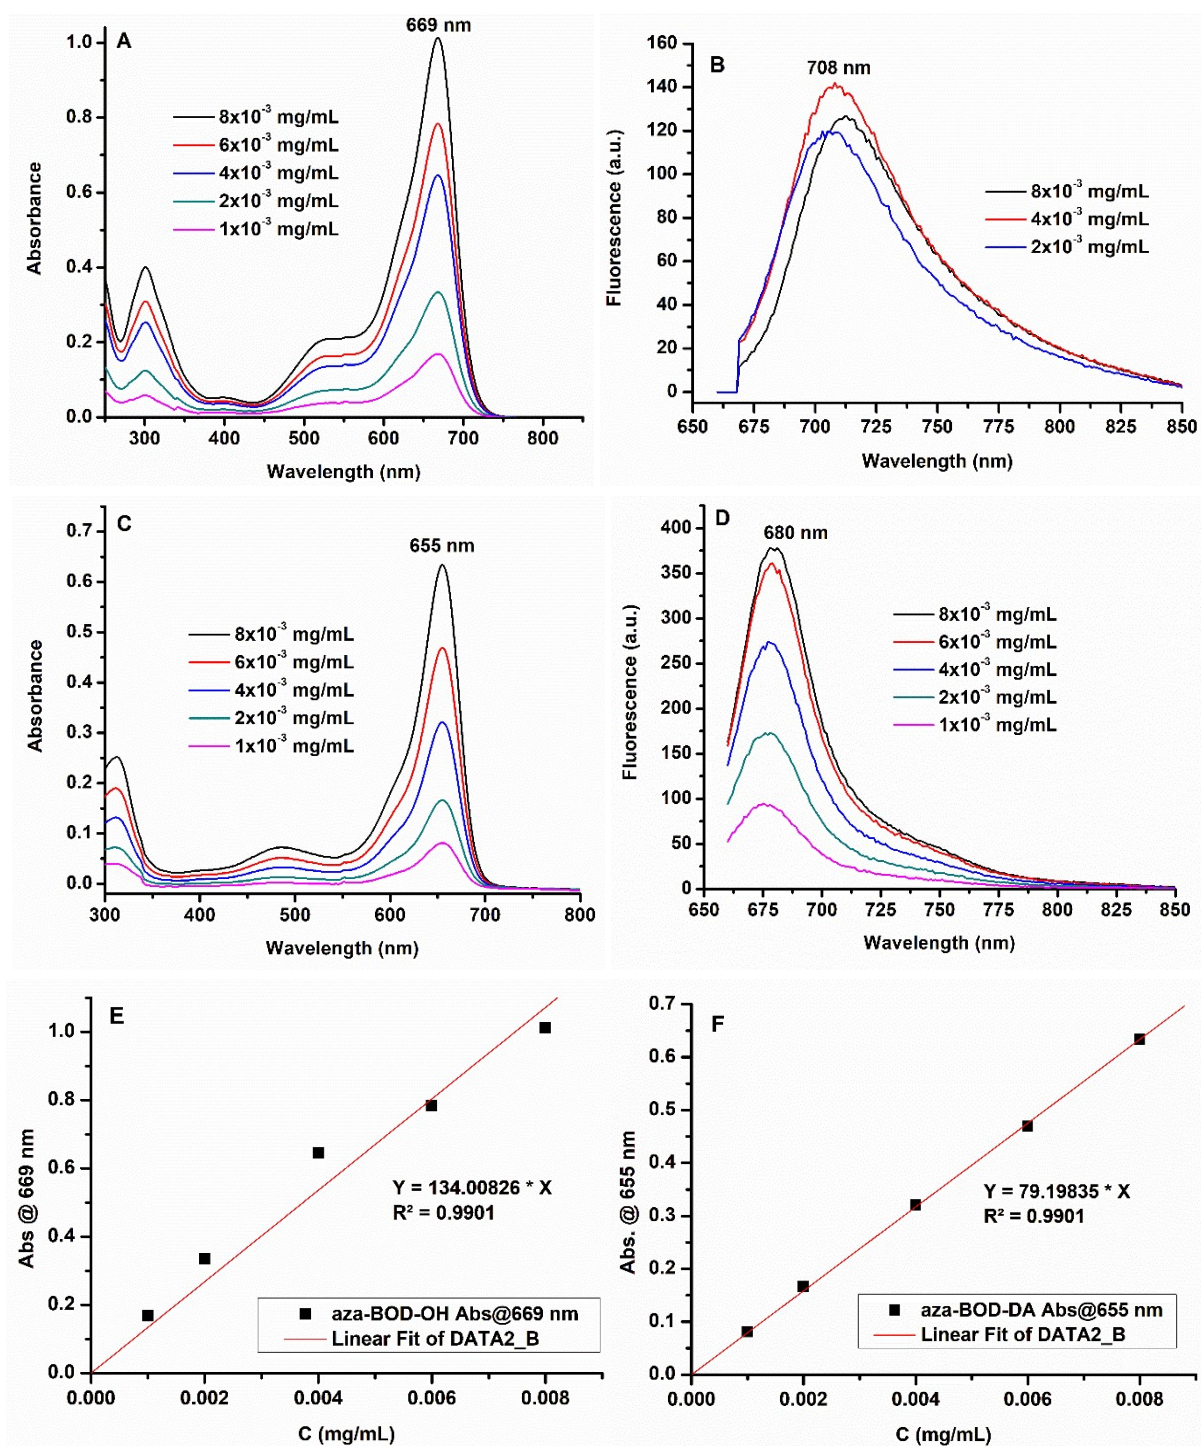 A
669 nm
8x10⁻³ mg/mL
6x10⁻³ mg/mL
4x10⁻³ mg/mL
2x10⁻³ mg/mL
1x10⁻³ mg/mL
Absorbance
1.0
0.8
0.6
0.4
0.2
0.0
300 400 500 600 700 800
Wavelength (nm)
B
708 nm
8x10⁻³ mg/mL
4x10⁻³ mg/mL
2x10⁻³ mg/mL
Fluorescence (a.u.)
160
140
120
100
80
60
40
20
0
650 675 700 725 750 775 800 825 850
Wavelength (nm)
C
655 nm
8x10⁻³ mg/mL
6x10⁻³ mg/mL
4x10⁻³ mg/mL
2x10⁻³ mg/mL
1x10⁻³ mg/mL
Absorbance
0.7
0.6
0.5
0.4
0.3
0.2
0.1
0.0
300 400 500 600 700 800
Wavelength (nm)
D
680 nm
8x10⁻³ mg/mL
6x10⁻³ mg/mL
4x10⁻³ mg/mL
2x10⁻³ mg/mL
1x10⁻³ mg/mL
Fluorescence (a.u.)
400
350
300
250
200
150
100
50
0
650 675 700 725 750 775 800 825 850
Wavelength (nm)
E
Abs @ 669 nm
1.0
0.8
0.6
0.4
0.2
0.0
Y = 134.00826 * X
R² = 0.9901
aza-BOD-OH Abs@669 nm
Linear Fit of DATA2_B
0.000 0.002 0.004 0.006 0.008
C (mg/mL)
F
Abs. @ 655 nm
0.7
0.6
0.5
0.4
0.3
0.2
0.1
0.0
Y = 79.19835 * X
R² = 0.9901
aza-BOD-DA Abs@655 nm
Linear Fit of DATA2_B
0.000 0.002 0.004 0.006 0.008
C (mg/mL)